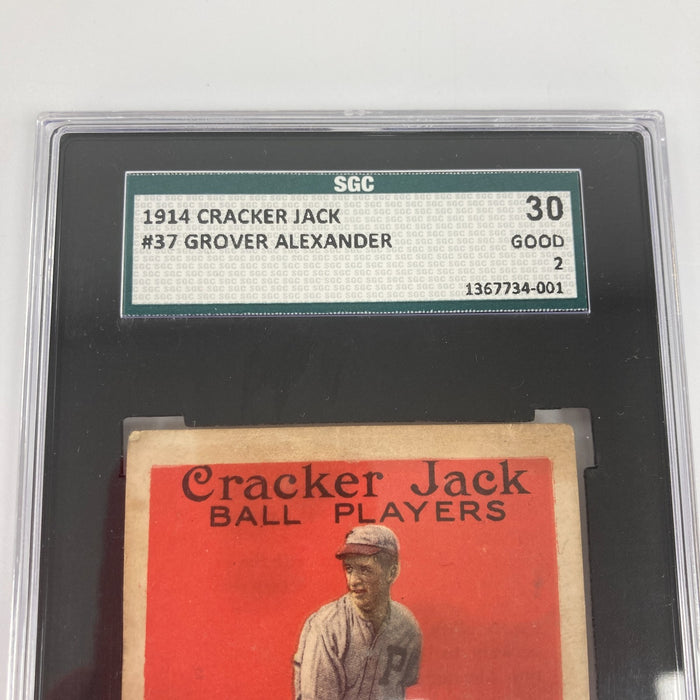 SGC
1914 CRACKER JACK 30
#37 GROVER ALEXANDER GOOD
2
1367734-001
Cracker Jack
BALL PLAYERS
P